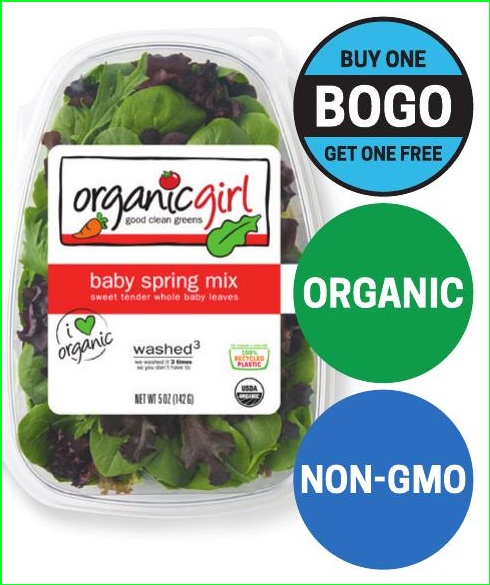 BUY ONE
BOGO
GET ONE FREE
organicgirl
good clean greens
ORGANIC
baby spring mix
sweet tender whole baby leaves
i
organic
washed³
we washed it 3 times
so you don't have to
100%
RECYCLED
PLASTIC
USDA
ORGANIC
NET WT 5 OZ (142 G)
NON-GMO